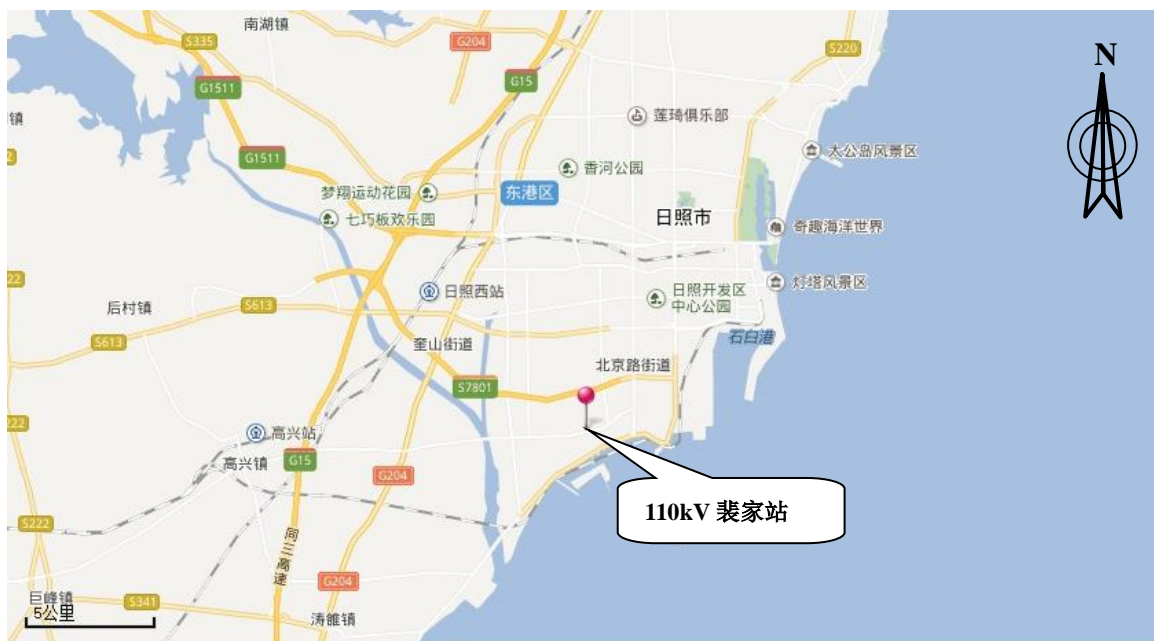 南湖镇
S335
G204
S220
N
G15
G1511
镇
莲琦俱乐部
太公岛风景区
G1511
香河公园
梦翔运动花园
东港区
七巧板欢乐园
日照市
奇趣海洋世界
日照西站
日照开发区
中心公园
灯塔风景区
后村镇
S613
S613
奎山街道
石臼港
北京路街道
S7801
高兴站
高兴镇
G15
G204
110kV 裴家站
S222
同三高速
G204
巨峰镇
5公里
S341
涛雒镇